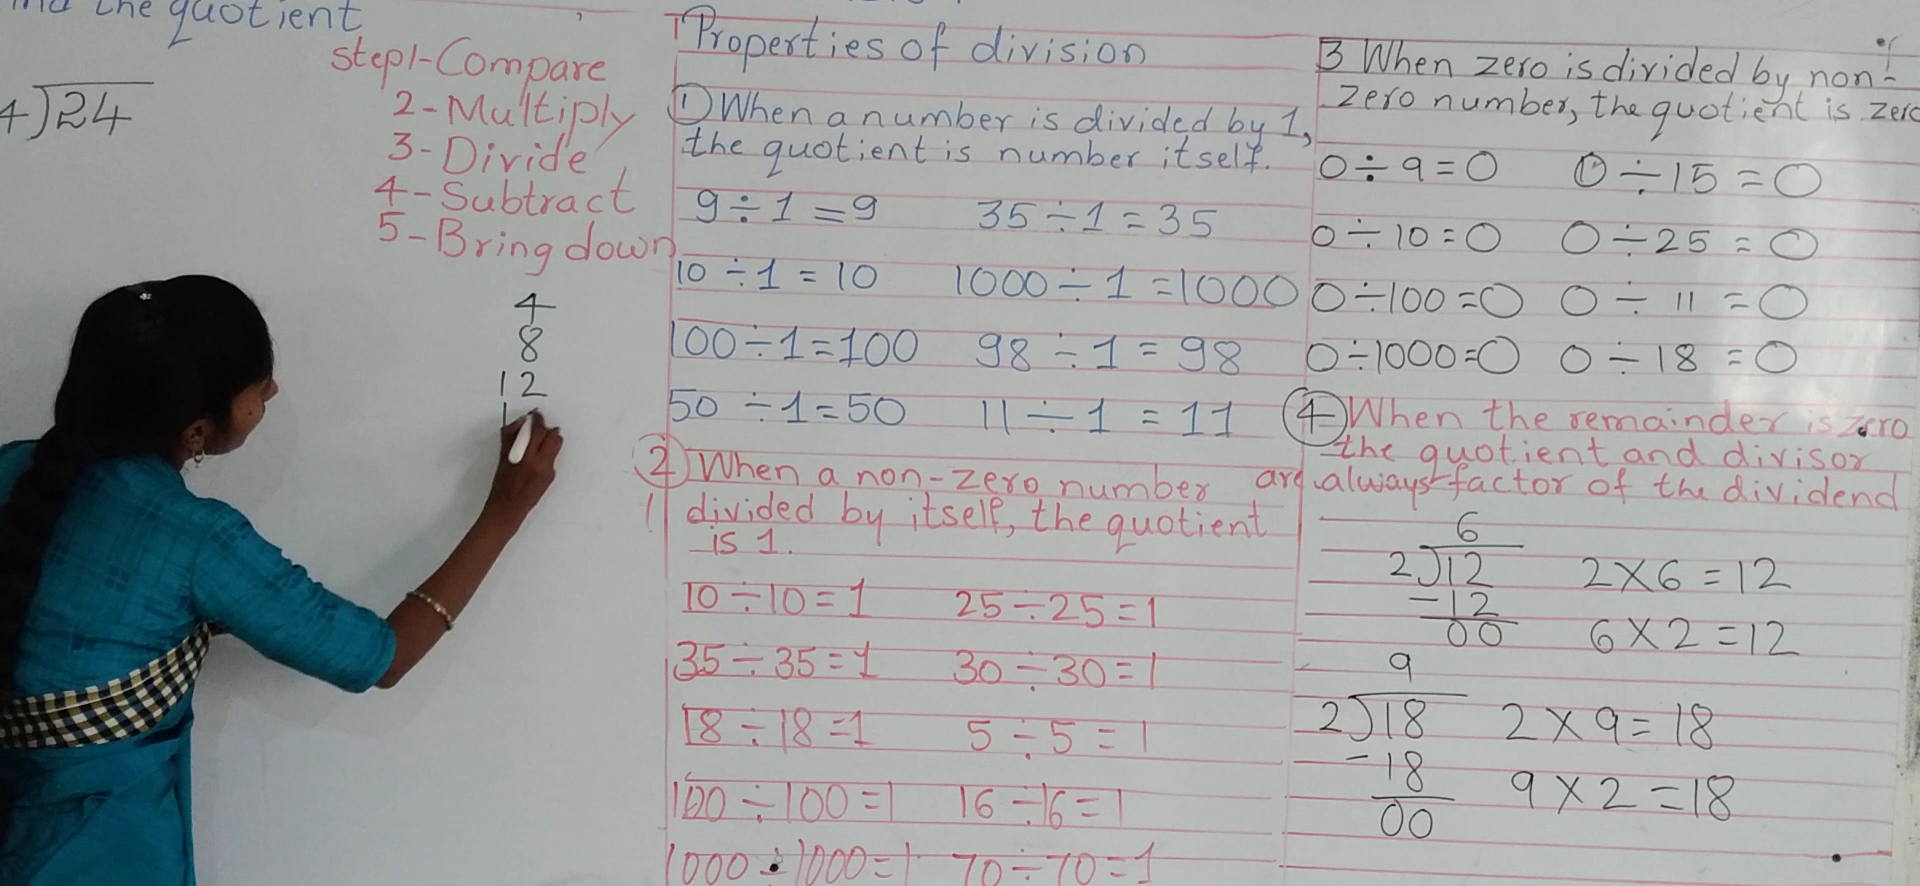 the quotient
4)24
step1-Compare
2-Multiply
3-Divide
4-Subtract
5-Bring down
4
8
12
Properties of division
① When a number is divided by 1,
the quotient is number itself.
9÷1=9 35÷1=35
10÷1=10 1000÷1=1000
100÷1=100 98÷1=98
50÷1=50 11÷1=11
② When a non-zero number
divided by itself, the quotient
is 1.
10÷10=1 25÷25=1
35÷35=1 30÷30=1
18÷18=1 5÷5=1
100÷100=1 16÷16=1
1000÷1000=1 70÷70=1
3 When zero is divided by non-
zero number, the quotient is zero
0÷9=0 0÷15=0
0÷10=0 0÷25=0
0÷100=0 0÷11=0
0÷1000=0 0÷18=0
④ When the remainder is zero
the quotient and divisor
are always factor of the dividend
6
2)12 2×6=12
-12
00 6×2=12
9
2)18 2×9=18
-18
00 9×2=18